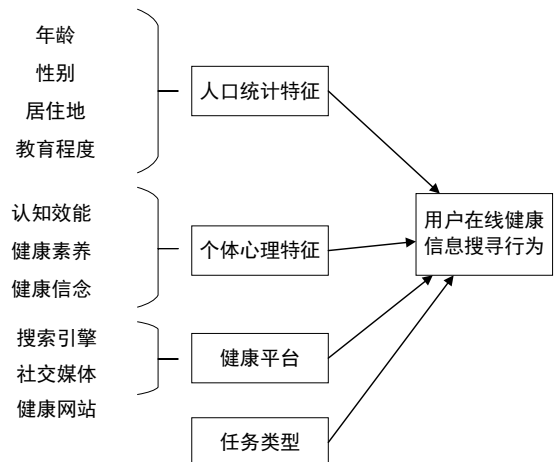 年龄
性别
居住地
教育程度
人口统计特征
认知效能
健康素养
健康信念
个体心理特征
搜索引擎
社交媒体
健康网站
健康平台
任务类型
用户在线健康
信息搜寻行为